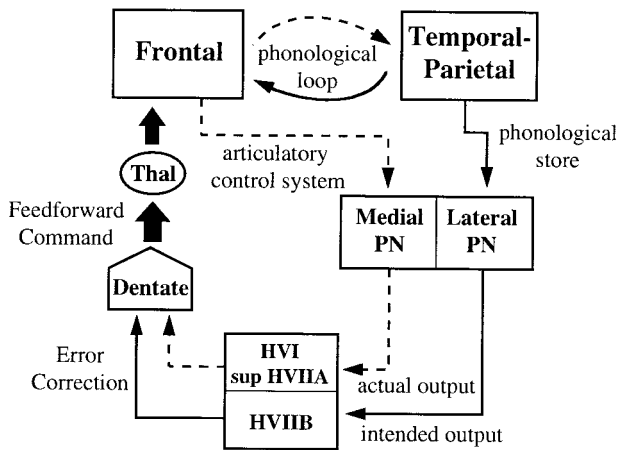 Frontal
phonological
loop
Temporal-
Parietal
phonological
store
articulatory
control system
Thal
Feedforward
Command
Medial
PN
Lateral
PN
Dentate
Error
Correction
HVI
sup HVIIA
HVIIB
actual output
intended output